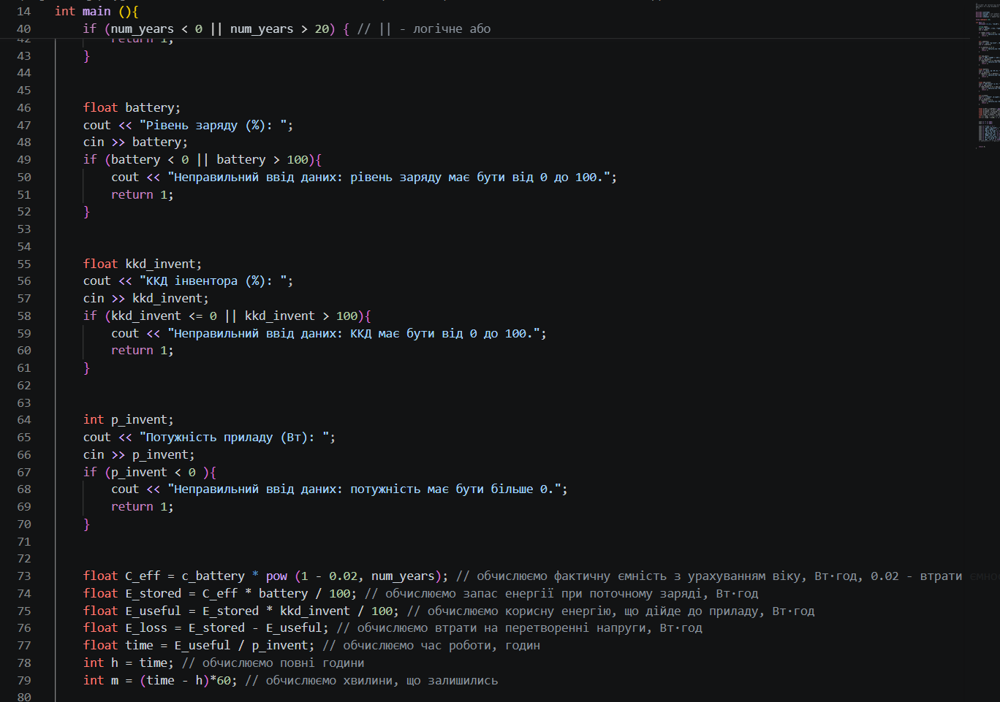 14 int main (){
40 if (num_years < 0 || num_years > 20) { // || - логічне або
42 return 1;
43 }
44
45
46 float battery;
47 cout << "Рівень заряду (%): ";
48 cin >> battery;
49 if (battery < 0 || battery > 100){
50 cout << "Неправильний ввід даних: рівень заряду має бути від 0 до 100.";
51 return 1;
52 }
53
54
55 float kkd_invent;
56 cout << "ККД інвентора (%): ";
57 cin >> kkd_invent;
58 if (kkd_invent <= 0 || kkd_invent > 100){
59 cout << "Неправильний ввід даних: ККД має бути від 0 до 100.";
60 return 1;
61 }
62
63
64 int p_invent;
65 cout << "Потужність приладу (Вт): ";
66 cin >> p_invent;
67 if (p_invent < 0 ){
68 cout << "Неправильний ввід даних: потужність має бути більше 0.";
69 return 1;
70 }
71
72
73 float C_eff = c_battery * pow (1 - 0.02, num_years); // обчислюємо фактичну ємність з урахуванням віку, Вт·год, 0.02 - втрати
74 float E_stored = C_eff * battery / 100; // обчислюємо запас енергії при поточному заряді, Вт·год
75 float E_useful = E_stored * kkd_invent / 100; // обчислюємо корисну енергію, що дійде до приладу, Вт·год
76 float E_loss = E_stored - E_useful; // обчислюємо втрати на перетворенні напруги, Вт·год
77 float time = E_useful / p_invent; // обчислюємо час роботи, годин
78 int h = time; // обчислюємо повні години
79 int m = (time - h)*60; // обчислюємо хвилини, що залишились
80